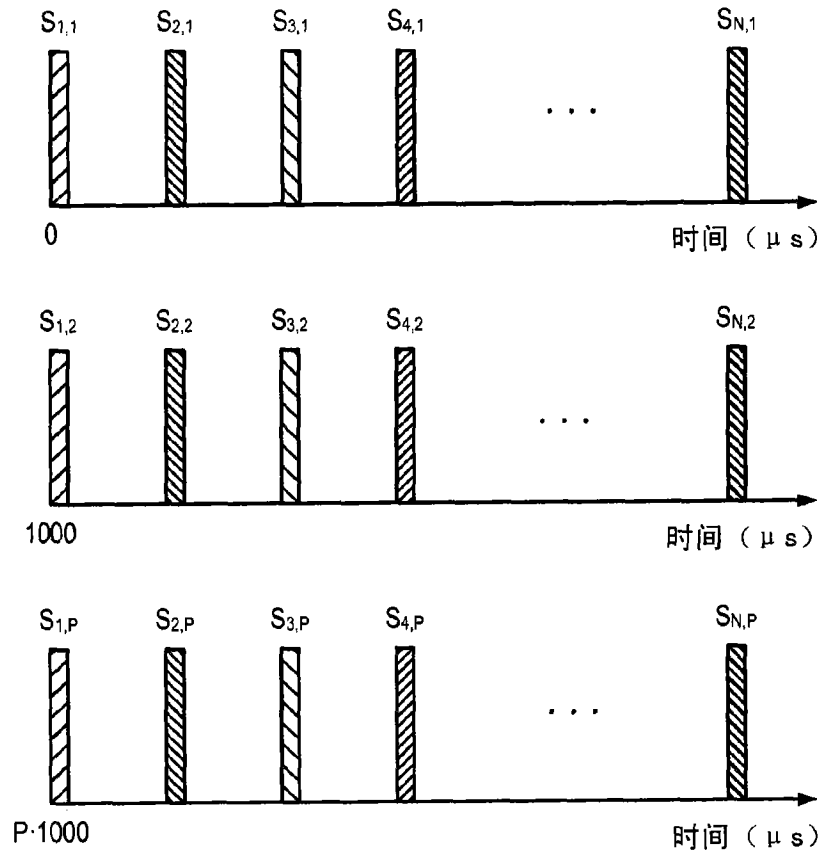 S1,1 S2,1 S3,1 S4,1 SN,1
. . .
0 时间 (μs)
S1,2 S2,2 S3,2 S4,2 SN,2
. . .
1000 时间 (μs)
S1,P S2,P S3,P S4,P SN,P
. . .
P·1000 时间 (μs)